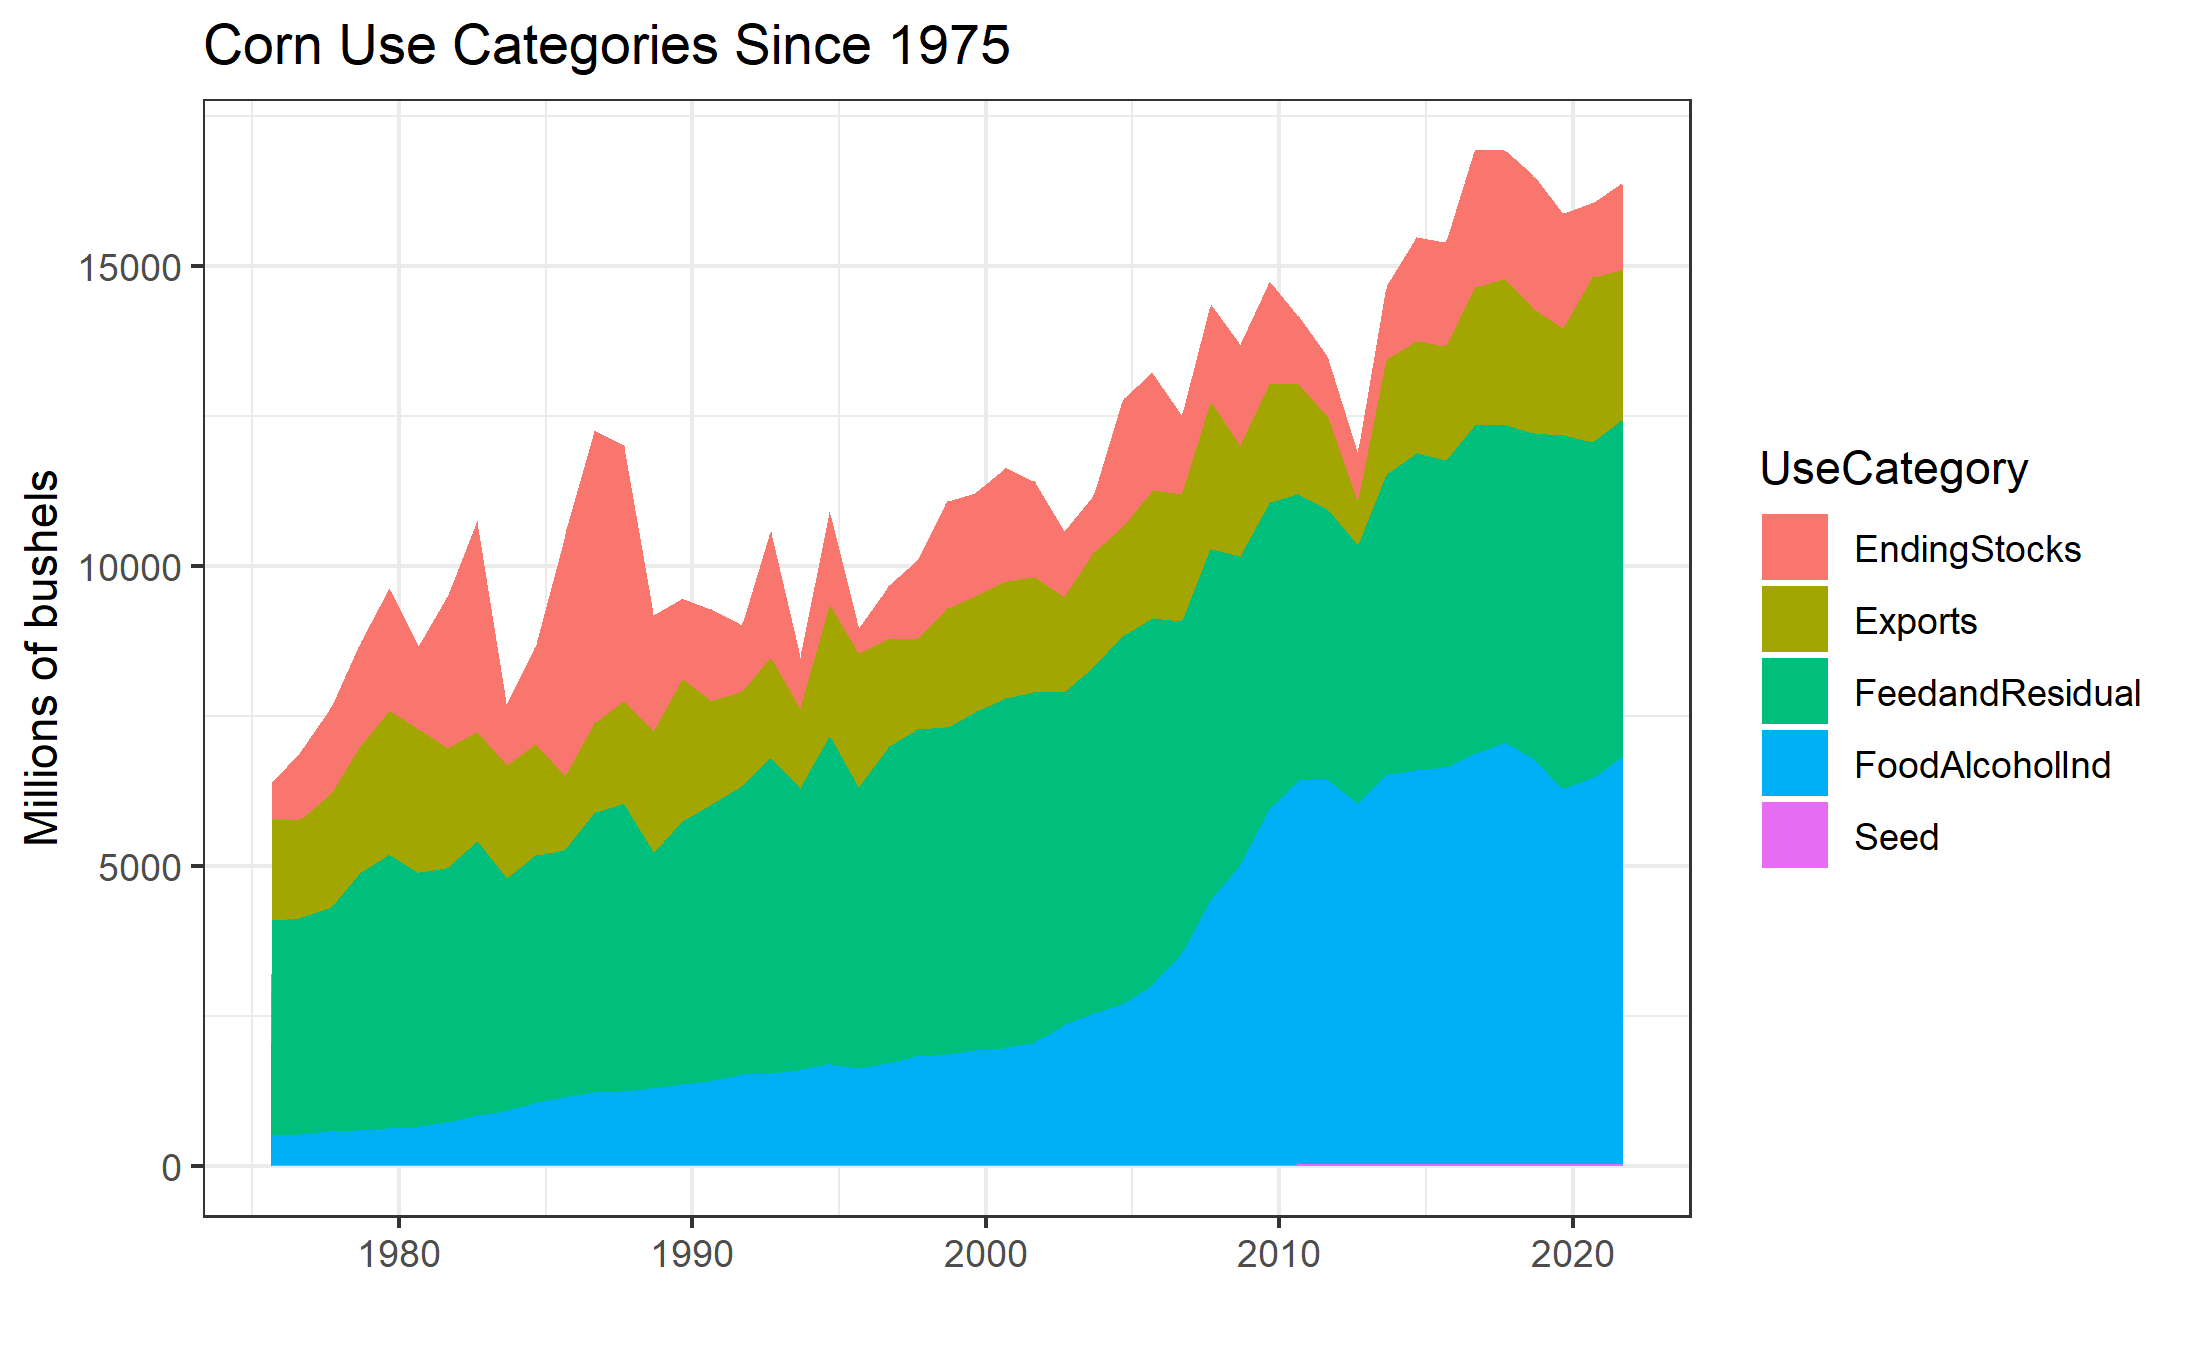 Corn Use Categories Since 1975
Millions of bushels
15000
10000
5000
0
1980 1990 2000 2010 2020
UseCategory
EndingStocks
Exports
FeedandResidual
FoodAlcoholInd
Seed